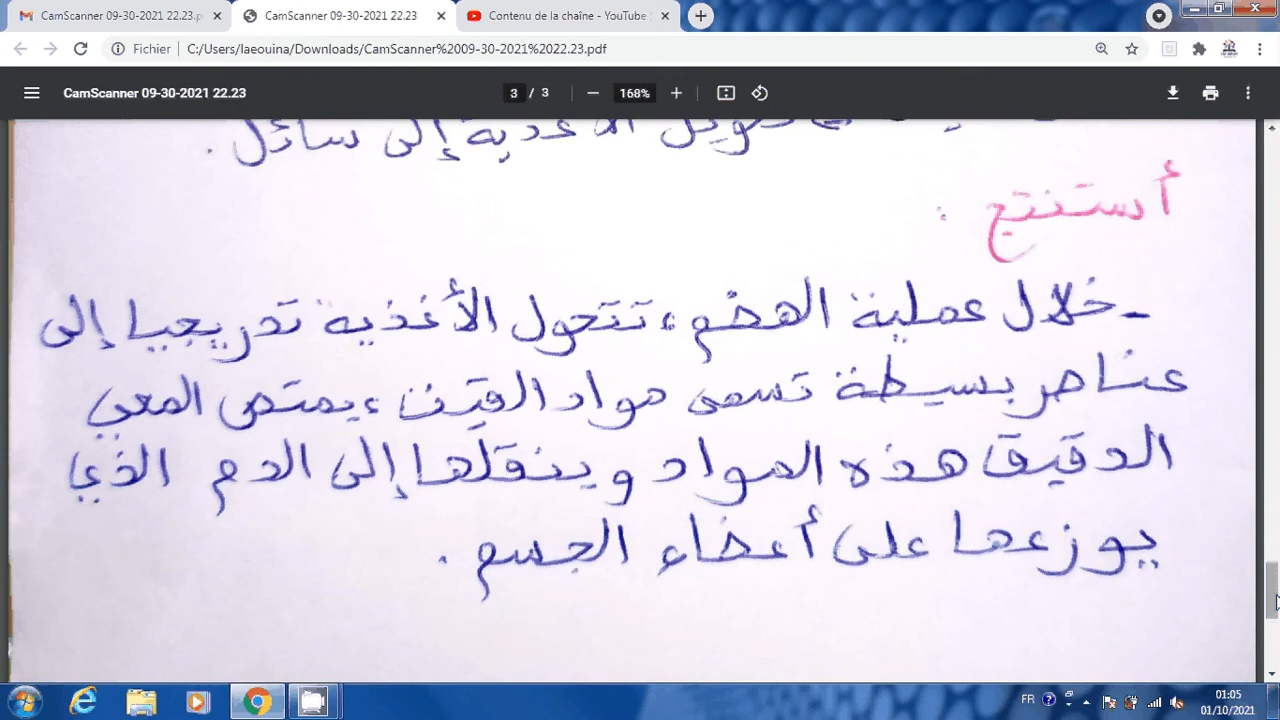 CamScanner 09-30-2021 22.23.p
CamScanner 09-30-2021 22.23
Contenu de la chaîne - YouTube S
Fichier
C:/Users/laeouina/Downloads/CamScanner%2009-30-2021%2022.23.pdf
CamScanner 09-30-2021 22.23
3 / 3
168%
الأغذية إلى سائل .
أستنتج :
- خلال عملية الهضم، تتحول الأغذية تدريجيا إلى
عناصر بسيطة تسمى مواد القيت، يمتص المعي
الدقيق هذه المواد وينقلها إلى الدم الذي
يوزعها على أعضاء الجسم .
FR
01:05
01/10/2021